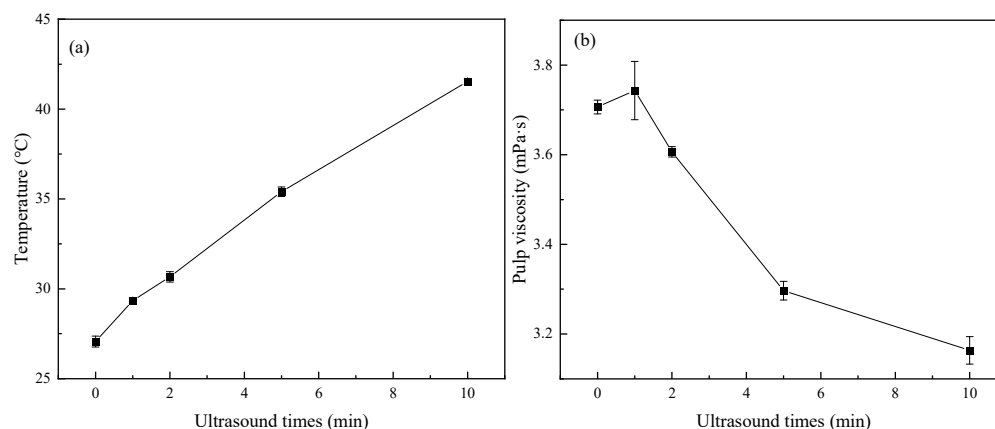 (a)
45
40
35
30
25
Temperature (°C)
0 2 4 6 8 10
Ultrasound times (min)
(b)
3.8
3.6
3.4
3.2
Pulp viscosity (mPa·s)
0 2 4 6 8 10
Ultrasound times (min)